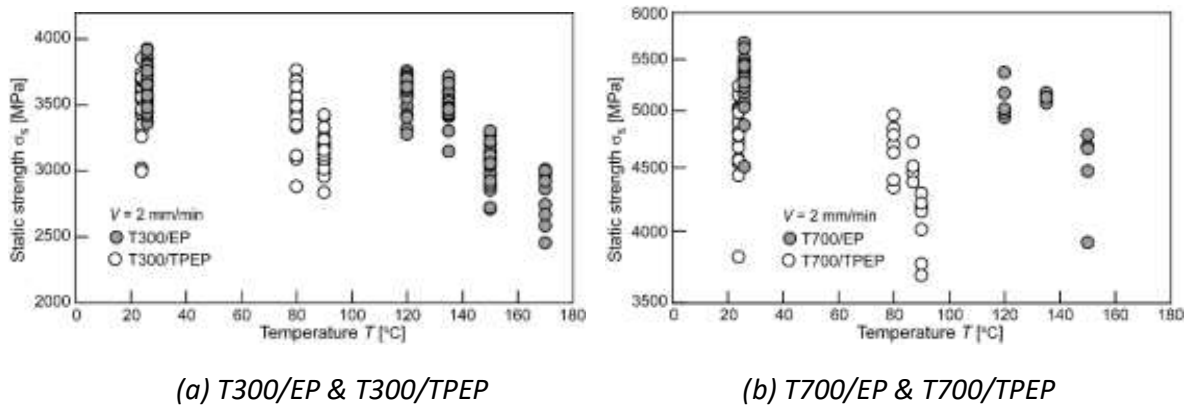 4000
3500
3000
2500
2000
Static strength σs [MPa]
V = 2 mm/min
T300/EP
T300/TPEP
0 20 40 60 80 100 120 140 160 180
Temperature T [°C]
6000
5500
5000
4500
4000
3500
Static strength σs [MPa]
V = 2 mm/min
T700/EP
T700/TPEP
0 20 40 60 80 100 120 140 160 180
Temperature T [°C]
(a) T300/EP & T300/TPEP
(b) T700/EP & T700/TPEP